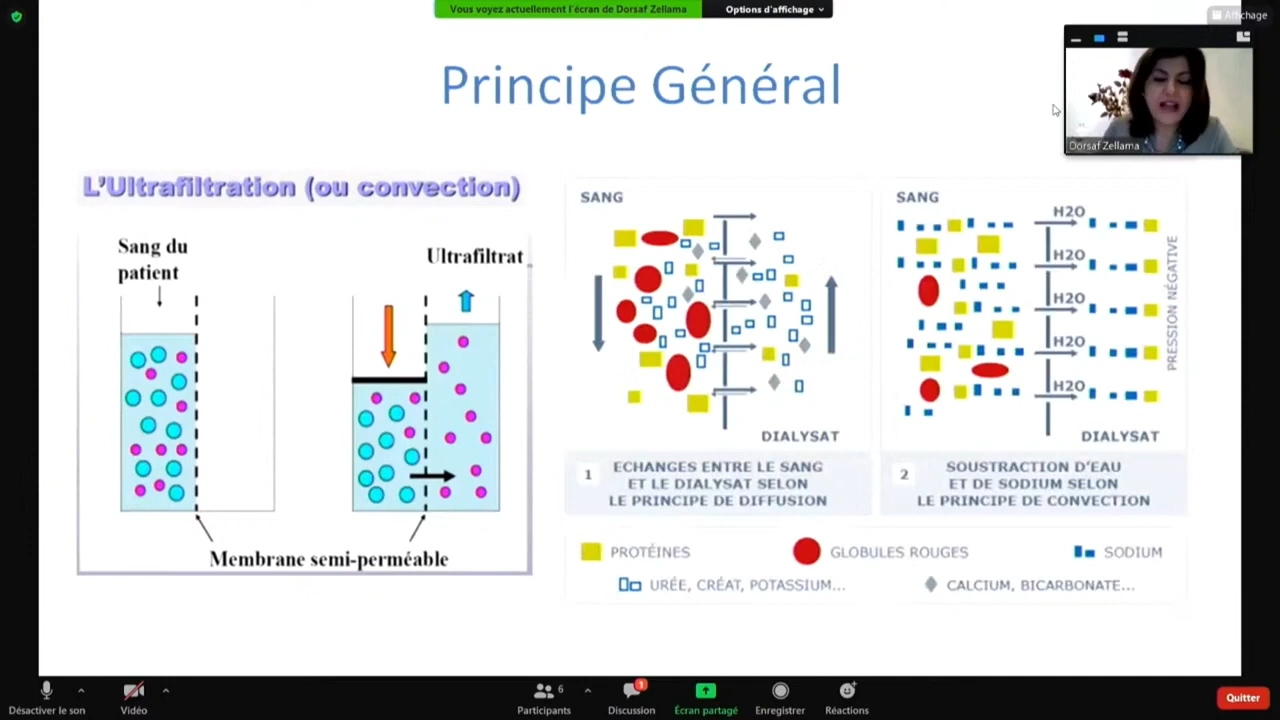 Vous voyez actuellement l'écran de Dorsaf Zellama
Options d'affichage
Affichage
Principe Général
Dorsaf Zellama
L'Ultrafiltration (ou convection)
Sang du
patient
Ultrafiltrat
Membrane semi-perméable
SANG
DIALYSAT
1
ECHANGES ENTRE LE SANG
ET LE DIALYSAT SELON
LE PRINCIPE DE DIFFUSION
SANG
H2O
H2O
H2O
H2O
H2O
PRESSION NÉGATIVE
DIALYSAT
2
SOUSTRACTION D'EAU
ET DE SODIUM SELON
LE PRINCIPE DE CONVECTION
PROTÉINES
GLOBULES ROUGES
SODIUM
URÉE, CRÉAT, POTASSIUM...
CALCIUM, BICARBONATE...
Désactiver le son
Vidéo
6
Participants
1
Discussion
Écran partagé
Enregistrer
Réactions
Quitter